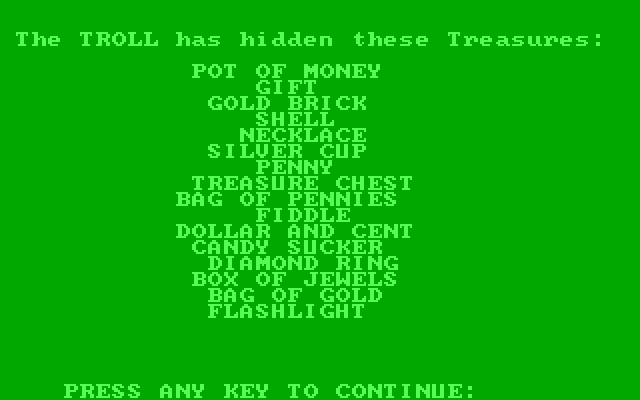 The TROLL has hidden these Treasures:
POT OF MONEY
GIFT
GOLD BRICK
SHELL
NECKLACE
SILVER CUP
PENNY
TREASURE CHEST
BAG OF PENNIES
FIDDLE
DOLLAR AND CENT
CANDY SUCKER
DIAMOND RING
BOX OF JEWELS
BAG OF GOLD
FLASHLIGHT
PRESS ANY KEY TO CONTINUE: